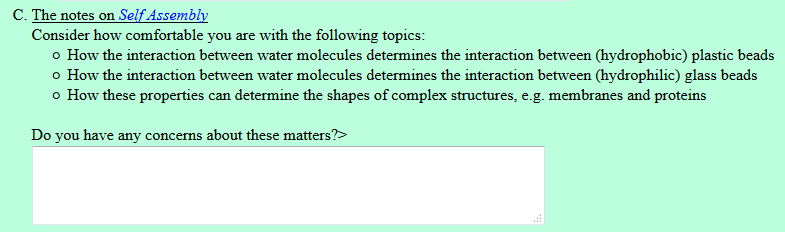 C. The notes on Self Assembly
Consider how comfortable you are with the following topics:
How the interaction between water molecules determines the interaction between (hydrophobic) plastic beads
How the interaction between water molecules determines the interaction between (hydrophilic) glass beads
How these properties can determine the shapes of complex structures, e.g. membranes and proteins
Do you have any concerns about these matters?>